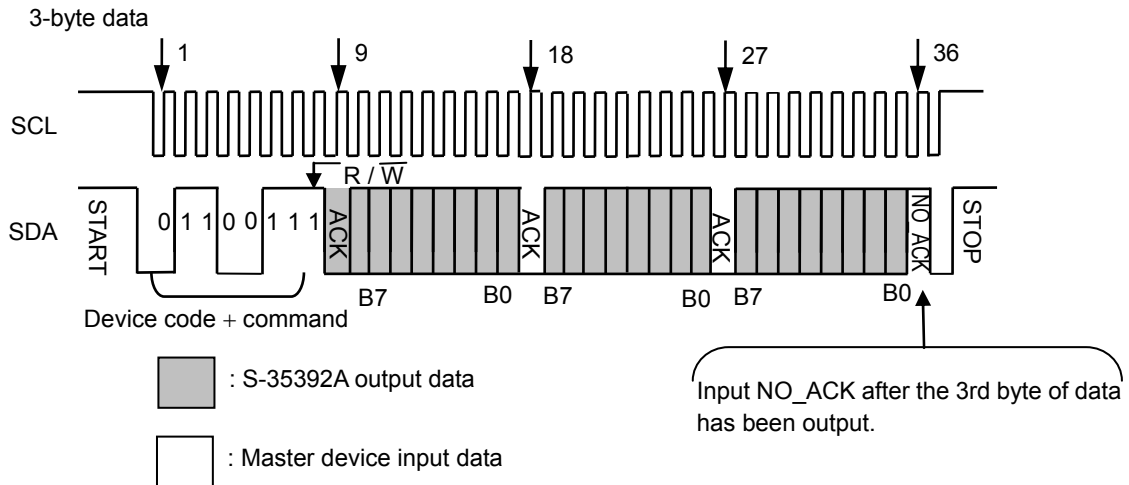 3-byte data
1 9 18 27 36
SCL
R / W
SDA
START 0 1 1 0 0 1 1 1 ACK ACK ACK NO_ACK STOP
B7 B0 B7 B0 B7 B0
Device code + command
: S-35392A output data
Input NO_ACK after the 3rd byte of data
has been output.
: Master device input data